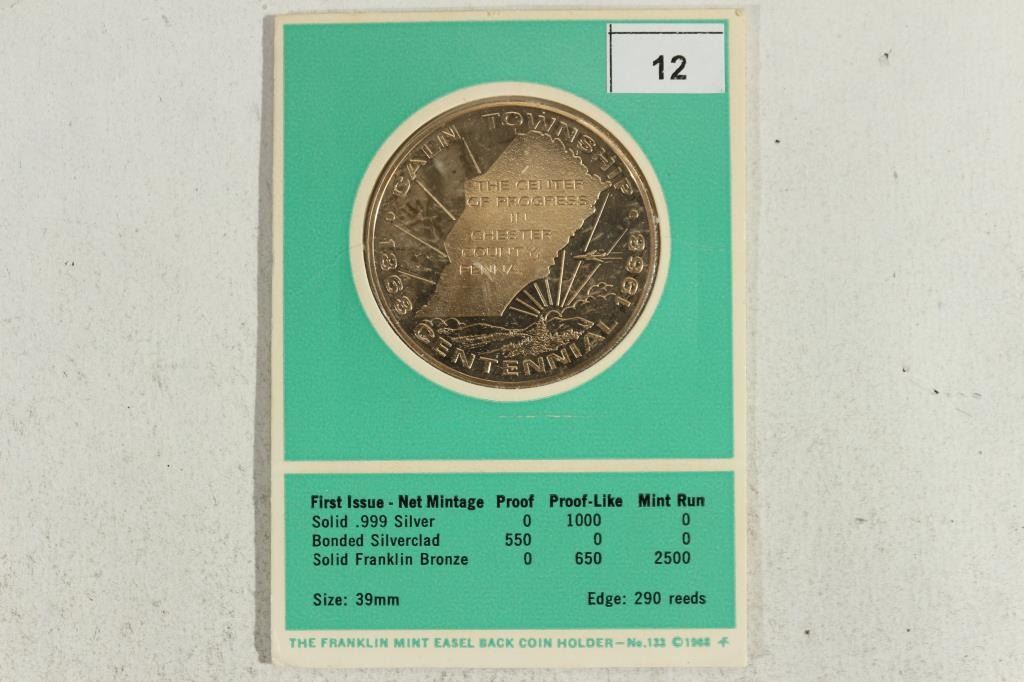 12
CALN TOWNSHIP
THE CENTER
OF PROGRESS
IN
CHESTER
COUNTY,
PENNA.
1868 CENTENNIAL 1968
First Issue - Net Mintage Proof Proof-Like Mint Run
Solid .999 Silver 0 1000 0
Bonded Silverclad 550 0 0
Solid Franklin Bronze 0 650 2500
Size: 39mm Edge: 290 reeds
THE FRANKLIN MINT EASEL BACK COIN HOLDER—No.133 ©1968